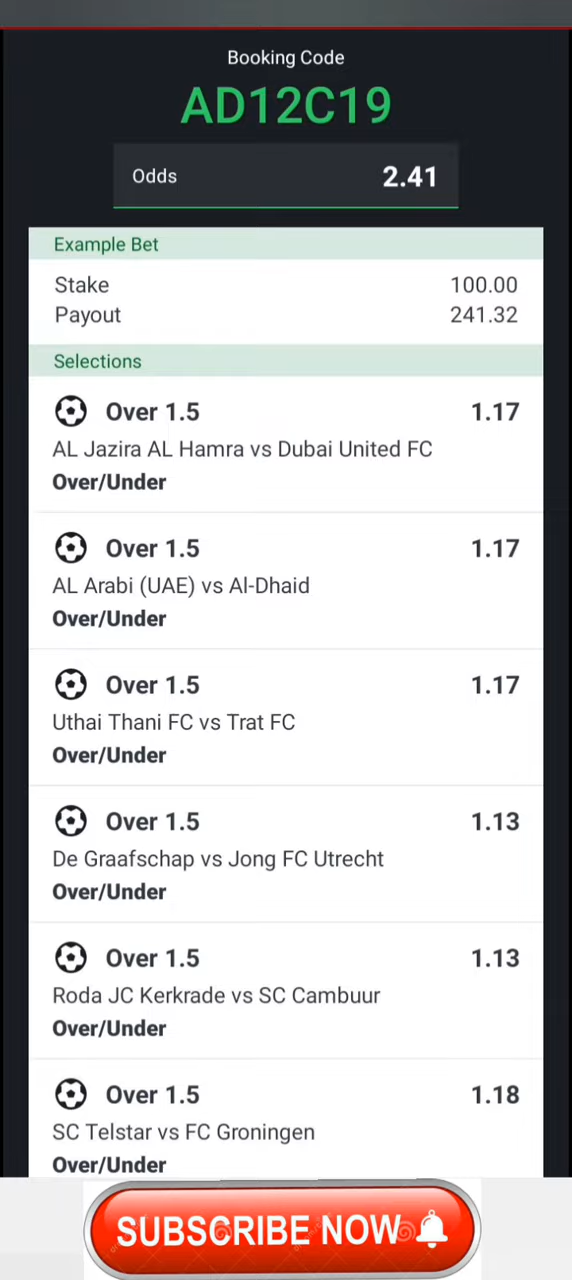 Booking Code
AD12C19
Odds 2.41
Example Bet
Stake 100.00
Payout 241.32
Selections
Over 1.5 1.17
AL Jazira AL Hamra vs Dubai United FC
Over/Under
Over 1.5 1.17
AL Arabi (UAE) vs Al-Dhaid
Over/Under
Over 1.5 1.17
Uthai Thani FC vs Trat FC
Over/Under
Over 1.5 1.13
De Graafschap vs Jong FC Utrecht
Over/Under
Over 1.5 1.13
Roda JC Kerkrade vs SC Cambuur
Over/Under
Over 1.5 1.18
SC Telstar vs FC Groningen
Over/Under
SUBSCRIBE NOW